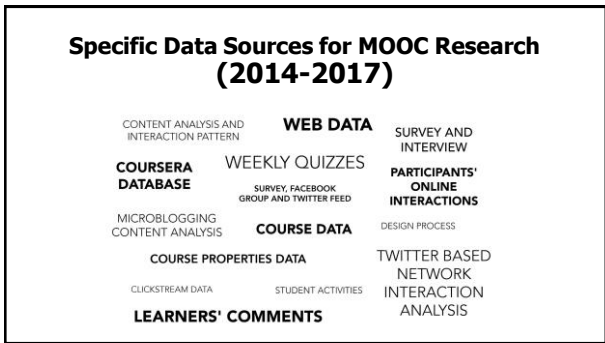 Specific Data Sources for MOOC Research
(2014-2017)
CONTENT ANALYSIS AND
INTERACTION PATTERN
WEB DATA
SURVEY AND
INTERVIEW
COURSERA
DATABASE
WEEKLY QUIZZES
SURVEY, FACEBOOK
GROUP AND TWITTER FEED
PARTICIPANTS'
ONLINE
INTERACTIONS
MICROBLOGGING
CONTENT ANALYSIS
COURSE DATA
DESIGN PROCESS
COURSE PROPERTIES DATA
TWITTER BASED
NETWORK
INTERACTION
ANALYSIS
CLICKSTREAM DATA
STUDENT ACTIVITIES
LEARNERS' COMMENTS